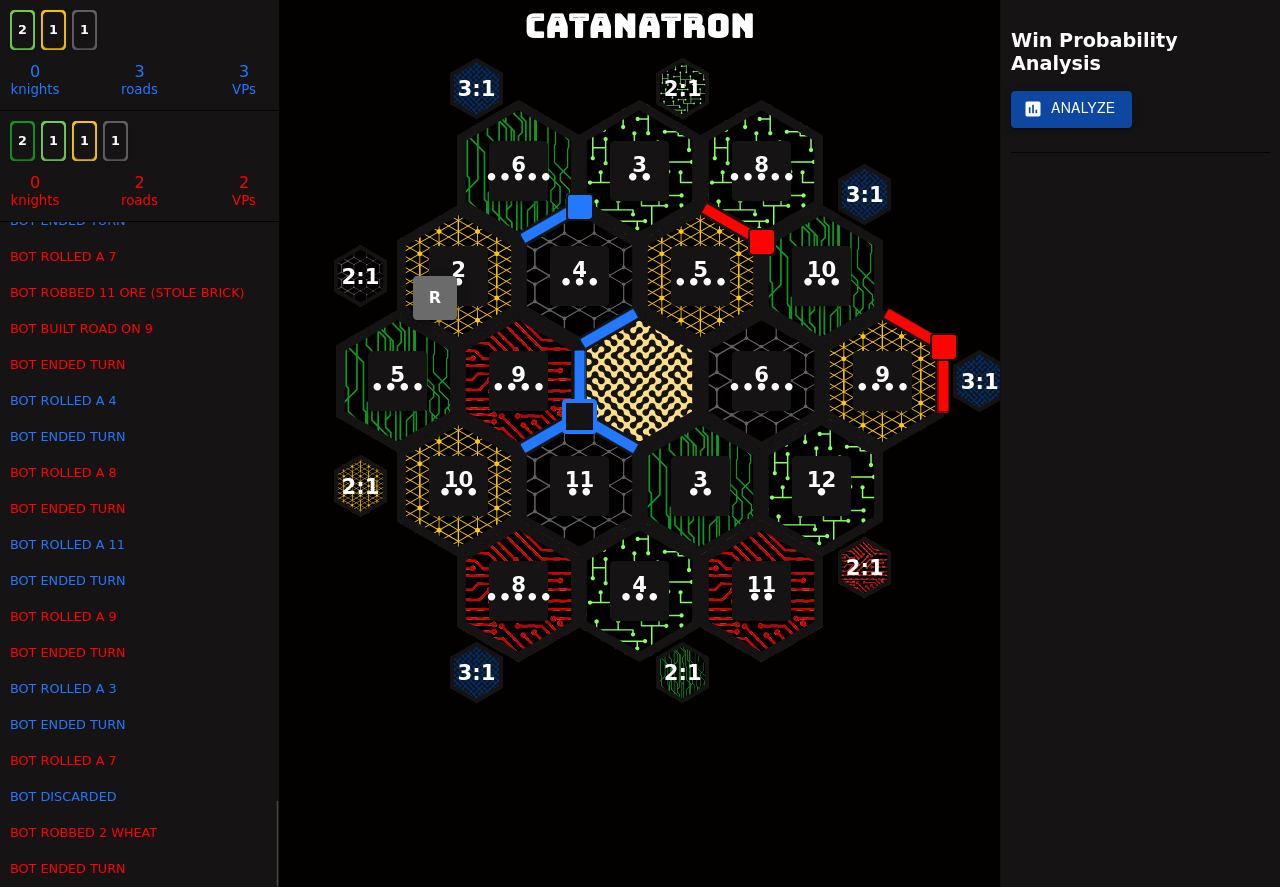 2 1 1
0 3 3
knights roads VPs
2 1 1 1
0 2 2
knights roads VPs
BOT ENDED TURN
BOT ROLLED A 7
BOT ROBBED 11 ORE (STOLE BRICK)
BOT BUILT ROAD ON 9
BOT ENDED TURN
BOT ROLLED A 4
BOT ENDED TURN
BOT ROLLED A 8
BOT ENDED TURN
BOT ROLLED A 11
BOT ENDED TURN
BOT ROLLED A 9
BOT ENDED TURN
BOT ROLLED A 3
BOT ENDED TURN
BOT ROLLED A 7
BOT DISCARDED
BOT ROBBED 2 WHEAT
BOT ENDED TURN
CATANATRON
3:1 2:1
6 3 8
3:1
2:1 2 4 5 10
R
5 9 6 9 3:1
2:1 10 11 3 12
8 4 11 2:1
3:1 2:1
Win Probability
Analysis
ANALYZE